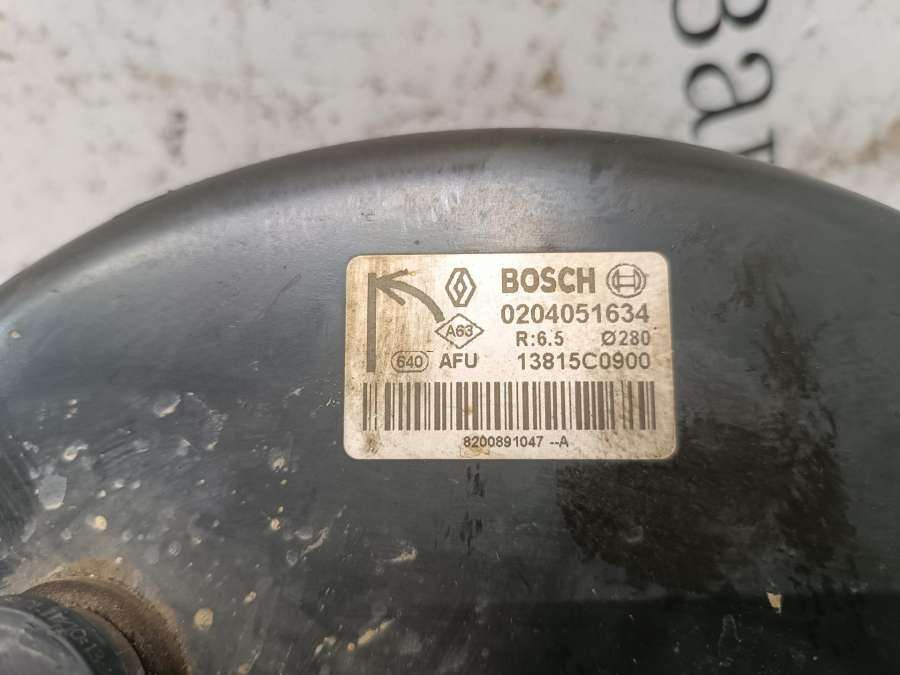 BOSCH
0204051634
A63
R:6.5 Ø280
640 AFU 13815C0900
8200891047 --A